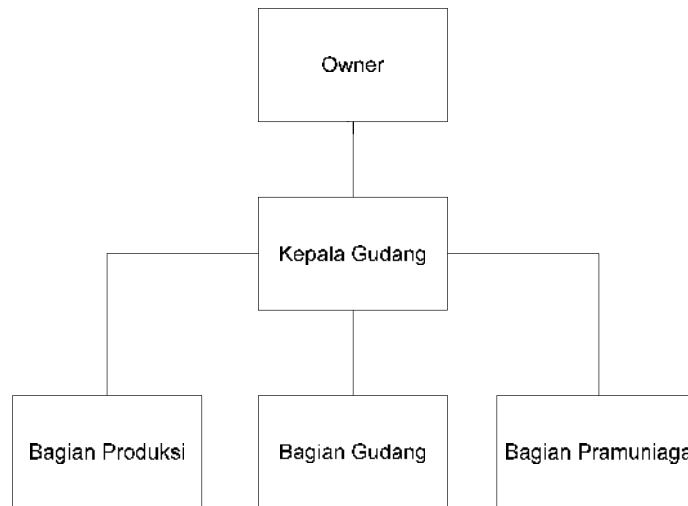 Owner
Kepala Gudang
Bagian Produksi
Bagian Gudang
Bagian Pramuniaga